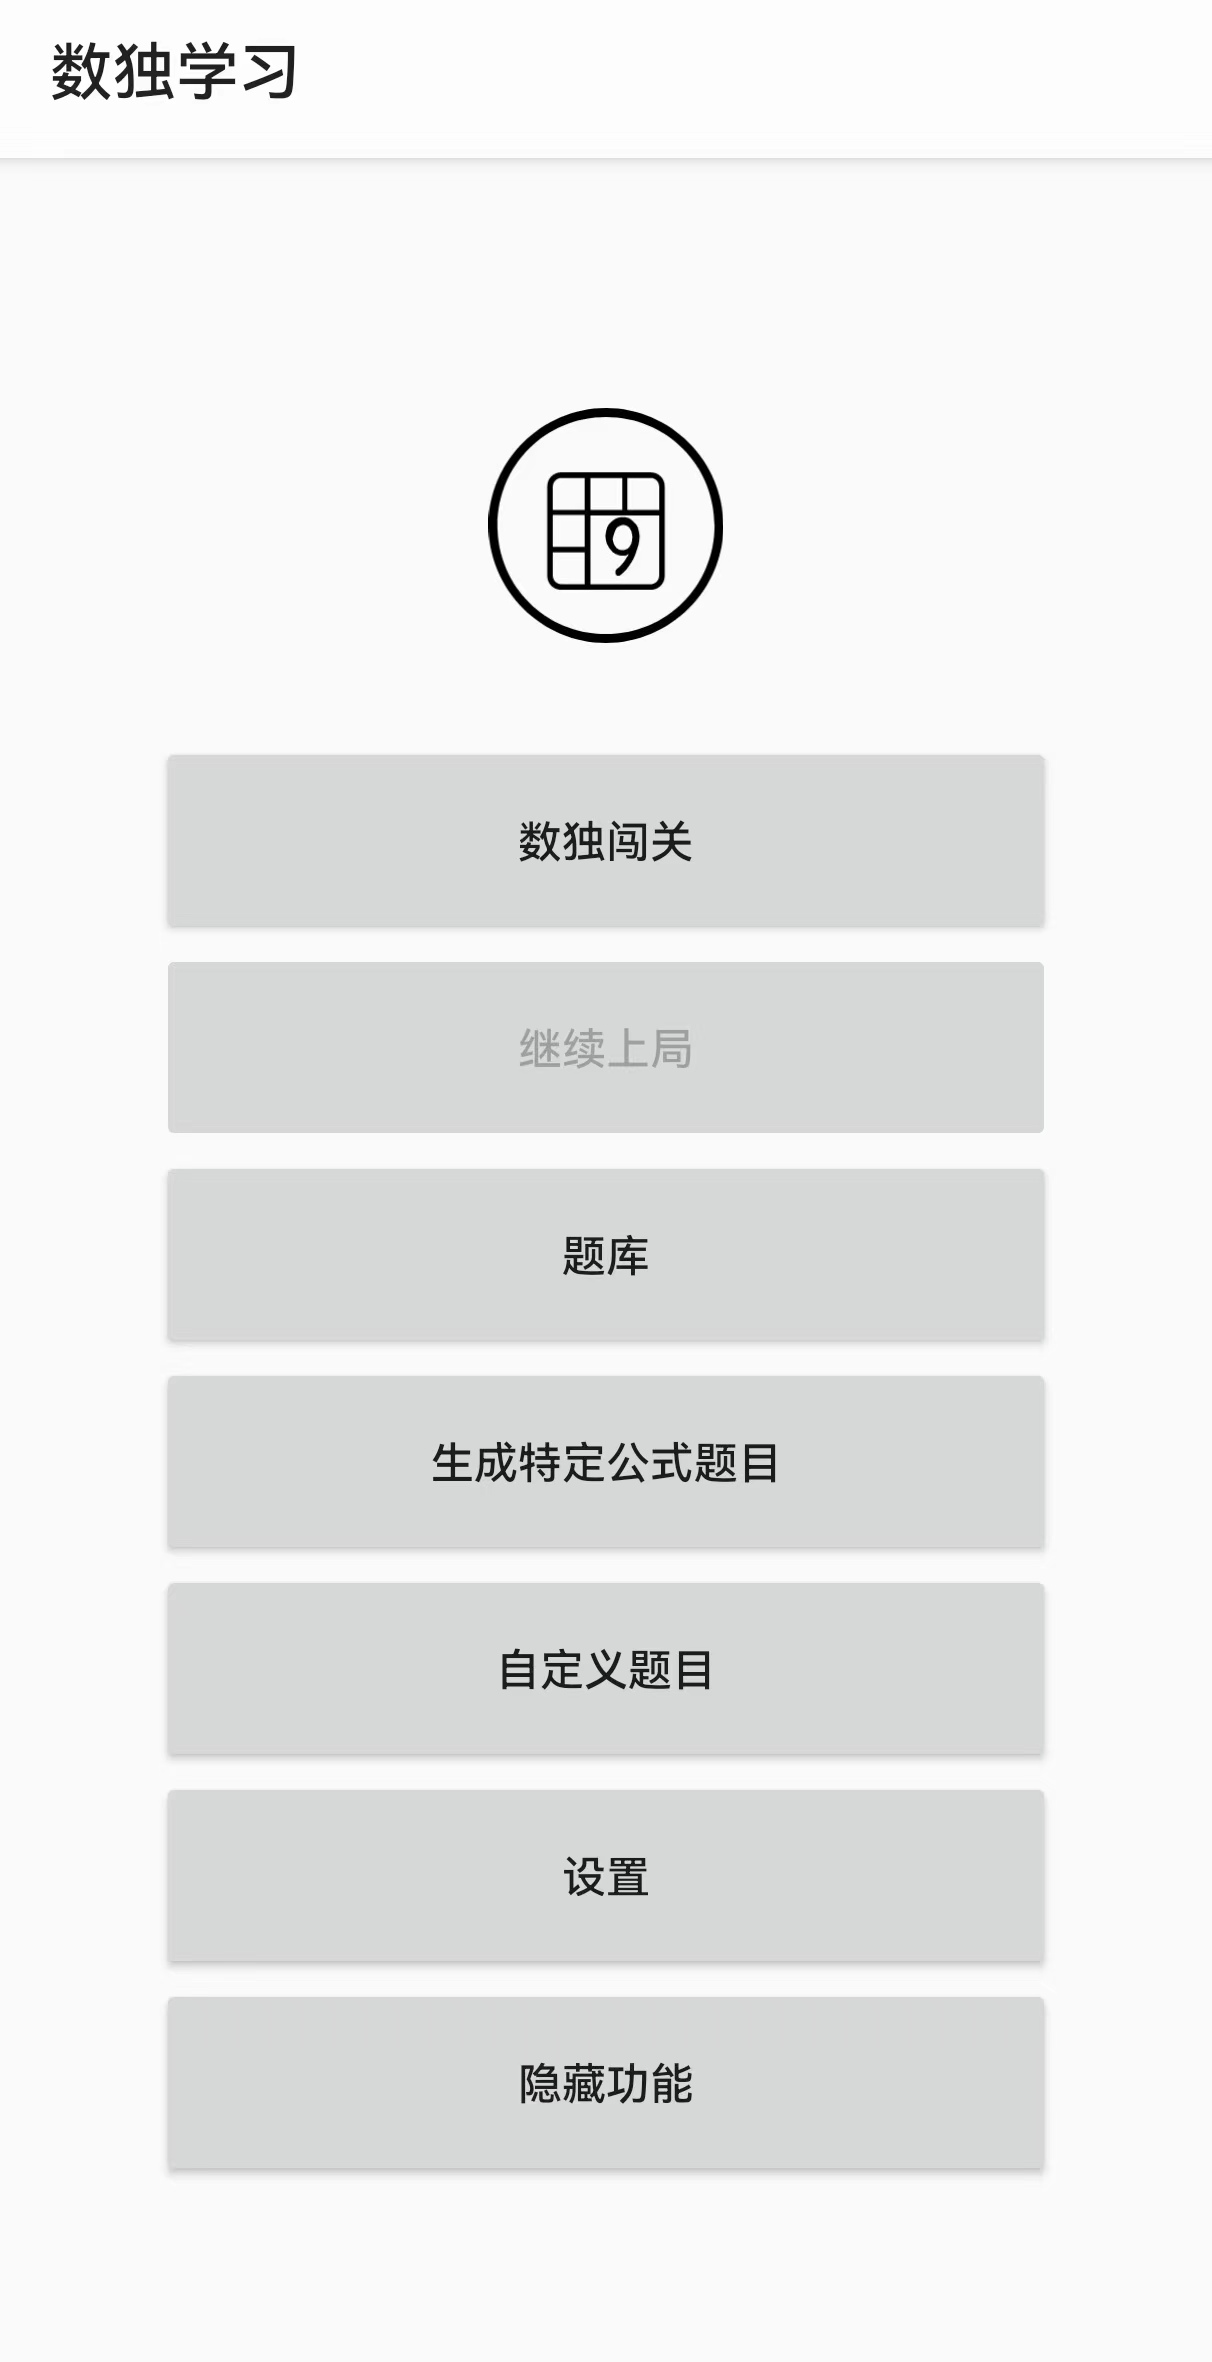 数独学习
9
数独闯关
继续上局
题库
生成特定公式题目
自定义题目
设置
隐藏功能